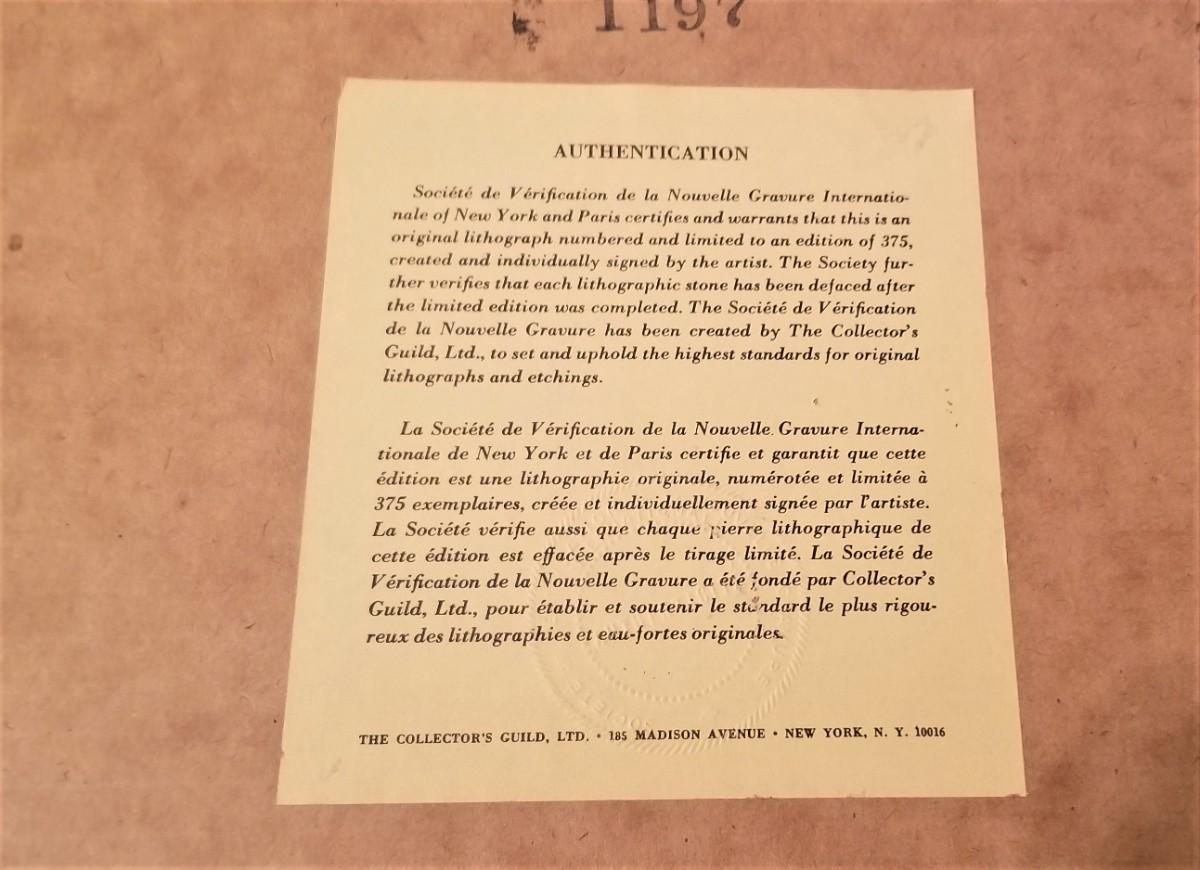 1197
AUTHENTICATION
Société de Vérification de la Nouvelle Gravure Internatio-
nale of New York and Paris certifies and warrants that this is an
original lithograph numbered and limited to an edition of 375,
created and individually signed by the artist. The Society fur-
ther verifies that each lithographic stone has been defaced after
the limited edition was completed. The Société de Vérification
de la Nouvelle Gravure has been created by The Collector's
Guild, Ltd., to set and uphold the highest standards for original
lithographs and etchings.
La Société de Vérification de la Nouvelle Gravure Interna-
tionale de New York et de Paris certifie et garantit que cette
édition est une lithographie originale, numérotée et limitée à
375 exemplaires, créée et individuellement signée par l'artiste.
La Société vérifie aussi que chaque pierre lithographique de
cette édition est effacée après le tirage limité. La Société de
Vérification de la Nouvelle Gravure a été fondé par Collector's
Guild, Ltd., pour établir et soutenir le standard le plus rigou-
reux des lithographies et eau-fortes originales.
SOCIÉTÉ
THE COLLECTOR'S GUILD, LTD. • 185 MADISON AVENUE • NEW YORK, N. Y. 10016